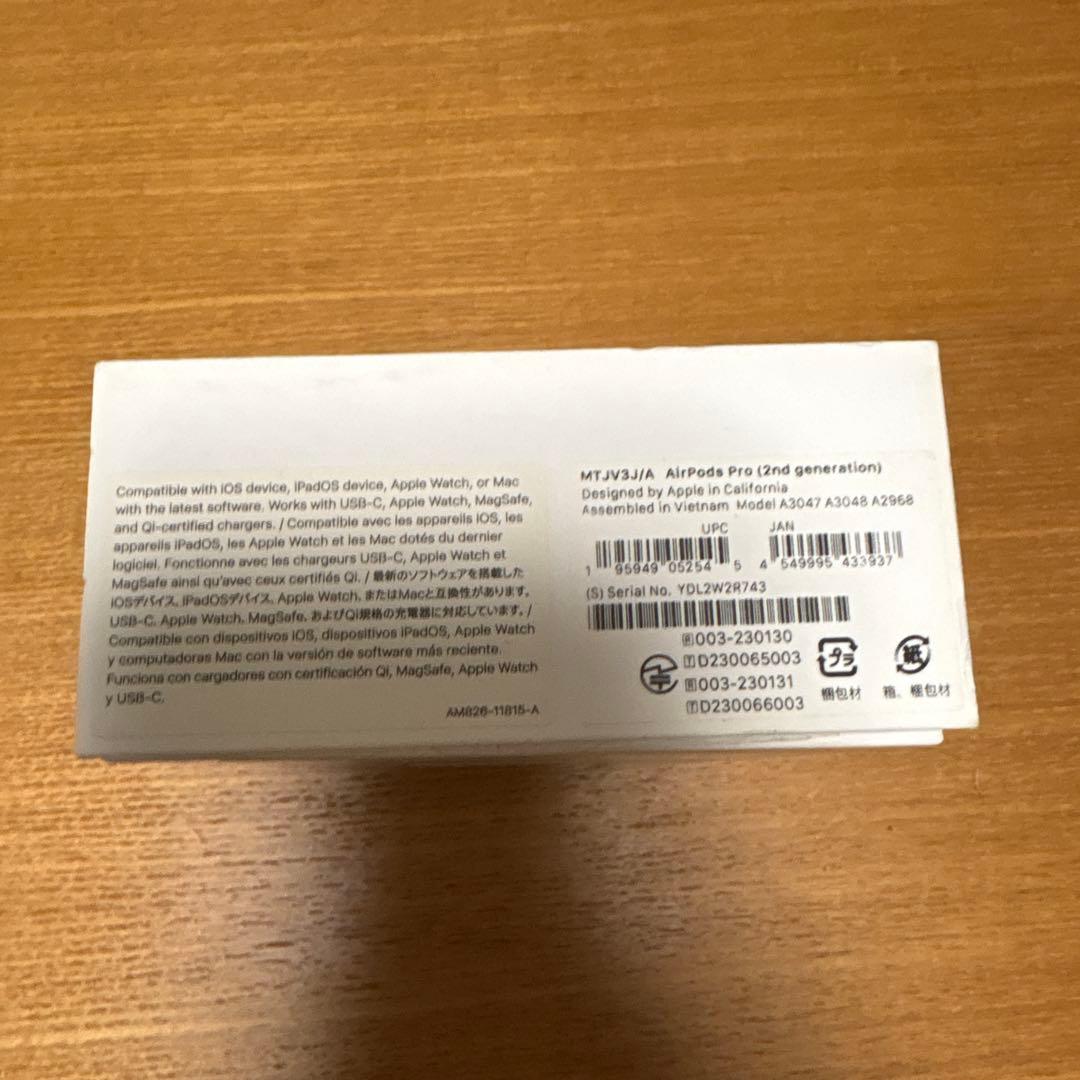 Compatible with iOS device, iPadOS device, Apple Watch, or Mac
with the latest software. Works with USB-C, Apple Watch, MagSafe,
and Qi-certified chargers. / Compatible avec les appareils iOS, les
appareils iPadOS, les Apple Watch et les Mac dotés du dernier
logiciel. Fonctionne avec les chargeurs USB-C, Apple Watch et
MagSafe ainsi qu'avec ceux certifiés Qi. / 最新のソフトウェアを搭載した
iOSデバイス、iPadOSデバイス、Apple Watch、またはMacと互換性があります。
USB-C、Apple Watch、MagSafe、およびQi規格の充電器に対応しています。/
Compatible con dispositivos iOS, dispositivos iPadOS, Apple Watch
y computadoras Mac con la versión de software más reciente.
Funciona con cargadores con certificación Qi, MagSafe, Apple Watch
y USB-C.
AM826-11815-A
MTJV3J/A AirPods Pro (2nd generation)
Designed by Apple in California
Assembled in Vietnam Model A3047 A3048 A2968
UPC JAN
1 95949 05254 5 4 549995 433937
(S) Serial No. YDL2W2R743
R 003-230130
T D230065003
R 003-231131
T D230066003
プラ
梱包材
紙
箱、梱包材